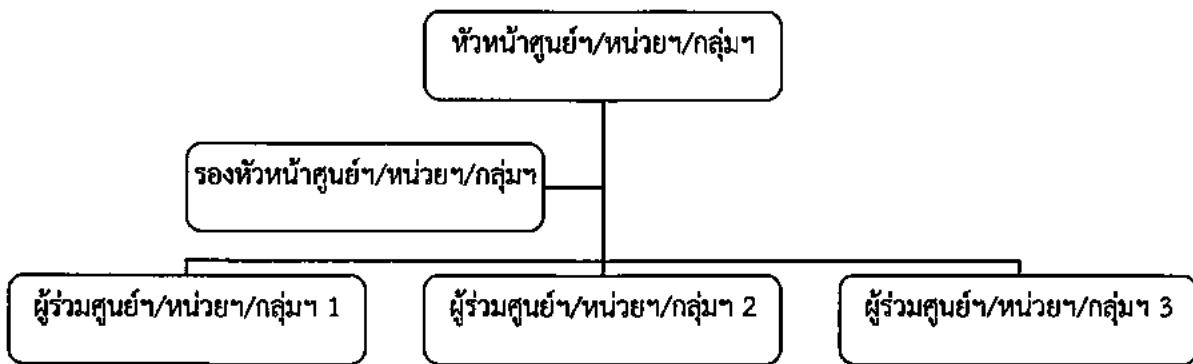 หัวหน้าศูนย์ฯ/หน่วยฯ/กลุ่มฯ
รองหัวหน้าศูนย์ฯ/หน่วยฯ/กลุ่มฯ
ผู้ร่วมศูนย์ฯ/หน่วยฯ/กลุ่มฯ 1
ผู้ร่วมศูนย์ฯ/หน่วยฯ/กลุ่มฯ 2
ผู้ร่วมศูนย์ฯ/หน่วยฯ/กลุ่มฯ 3